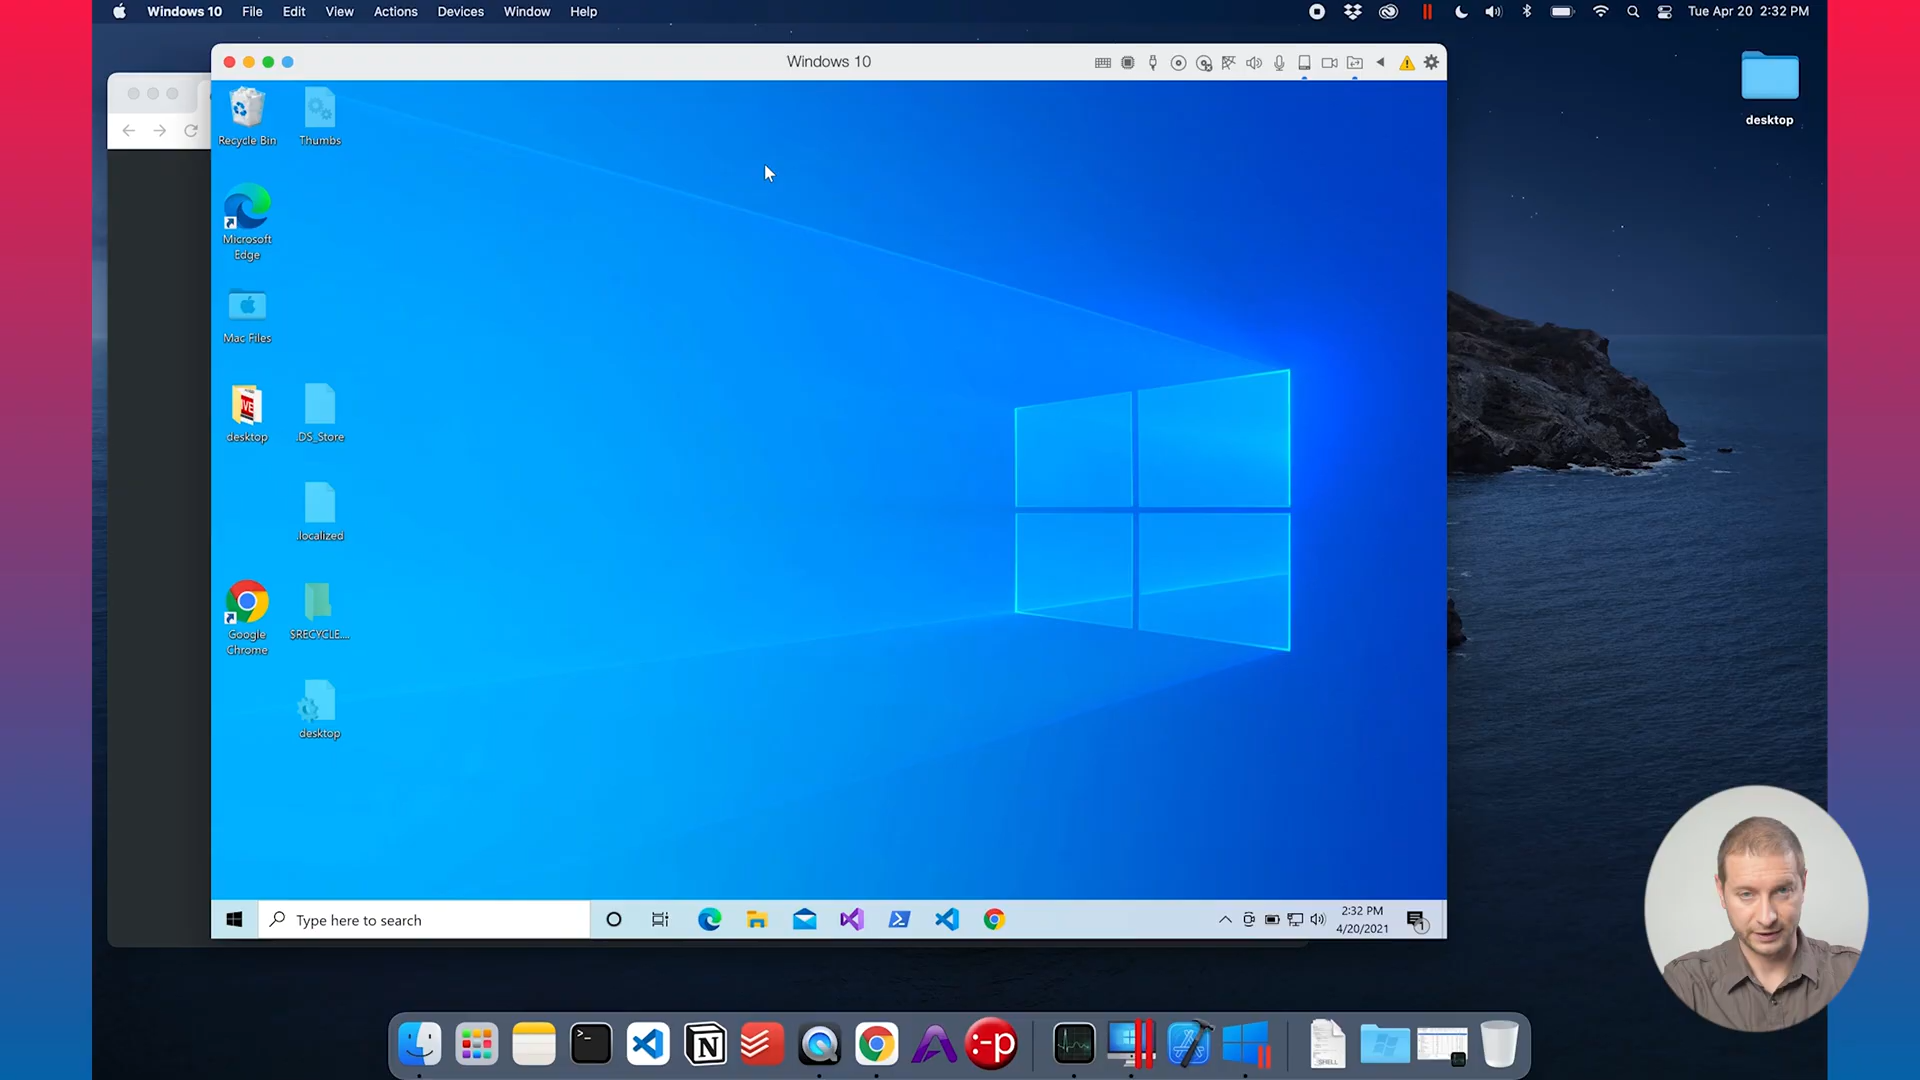 Windows 10 File Edit View Actions Devices Window Help
Tue Apr 20 2:32 PM
Windows 10
desktop
Recycle Bin
Thumbs
Microsoft
Edge
Mac Files
desktop
.DS_Store
.localized
Google
Chrome
$RECYCLE....
desktop
Type here to search
2:32 PM
4/20/2021
1
N
:-p
SHELL